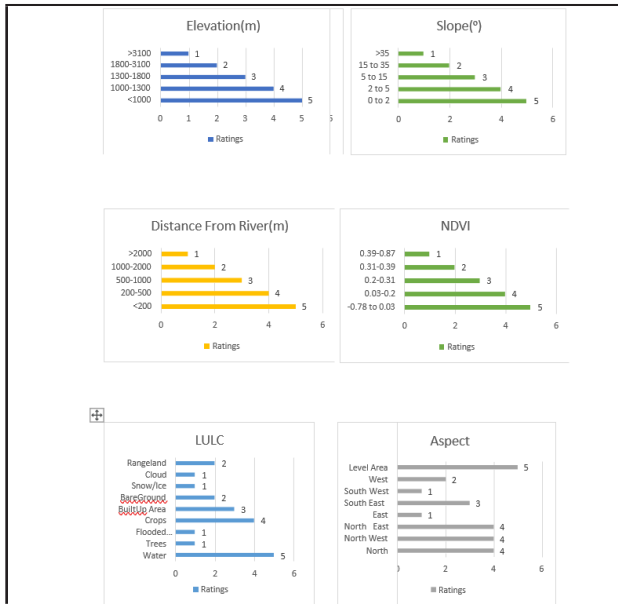 Elevation(m)
>3100 1
1800-3100 2
1300-1800 3
1000-1300 4
<1000 5
0 1 2 3 4 5
Ratings
Slope(º)
>35 1
15 to 35 2
5 to 15 3
2 to 5 4
0 to 2 5
0 2 4 6
Ratings
Distance From River(m)
>2000 1
1000-2000 2
500-1000 3
200-500 4
<200 5
0 2 4 6
Ratings
NDVI
0.39-0.87 1
0.31-0.39 2
0.2-0.31 3
0.03-0.2 4
-0.78 to 0.03 5
0 2 4 6
Ratings
LULC
Rangeland 2
Cloud 1
Snow/Ice 1
BareGround 2
BuiltUp Area 3
Crops 4
Flooded... 1
Trees 1
Water 5
0 2 4 6
Ratings
Aspect
Level Area 5
West 2
South West 1
South East 3
East 1
North East 4
North West 4
North 4
0 2 4 6
Ratings